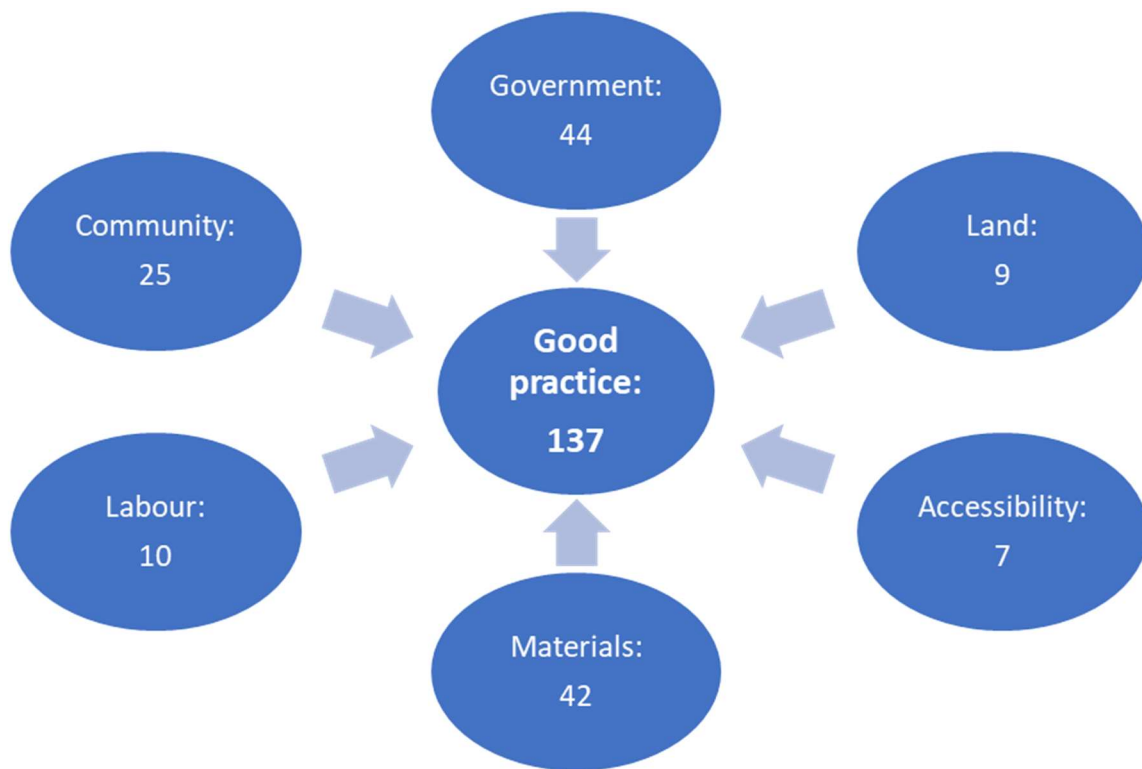 Government:
44
Community:
25
Land:
9
Good
practice:
137
Labour:
10
Accessibility:
7
Materials:
42